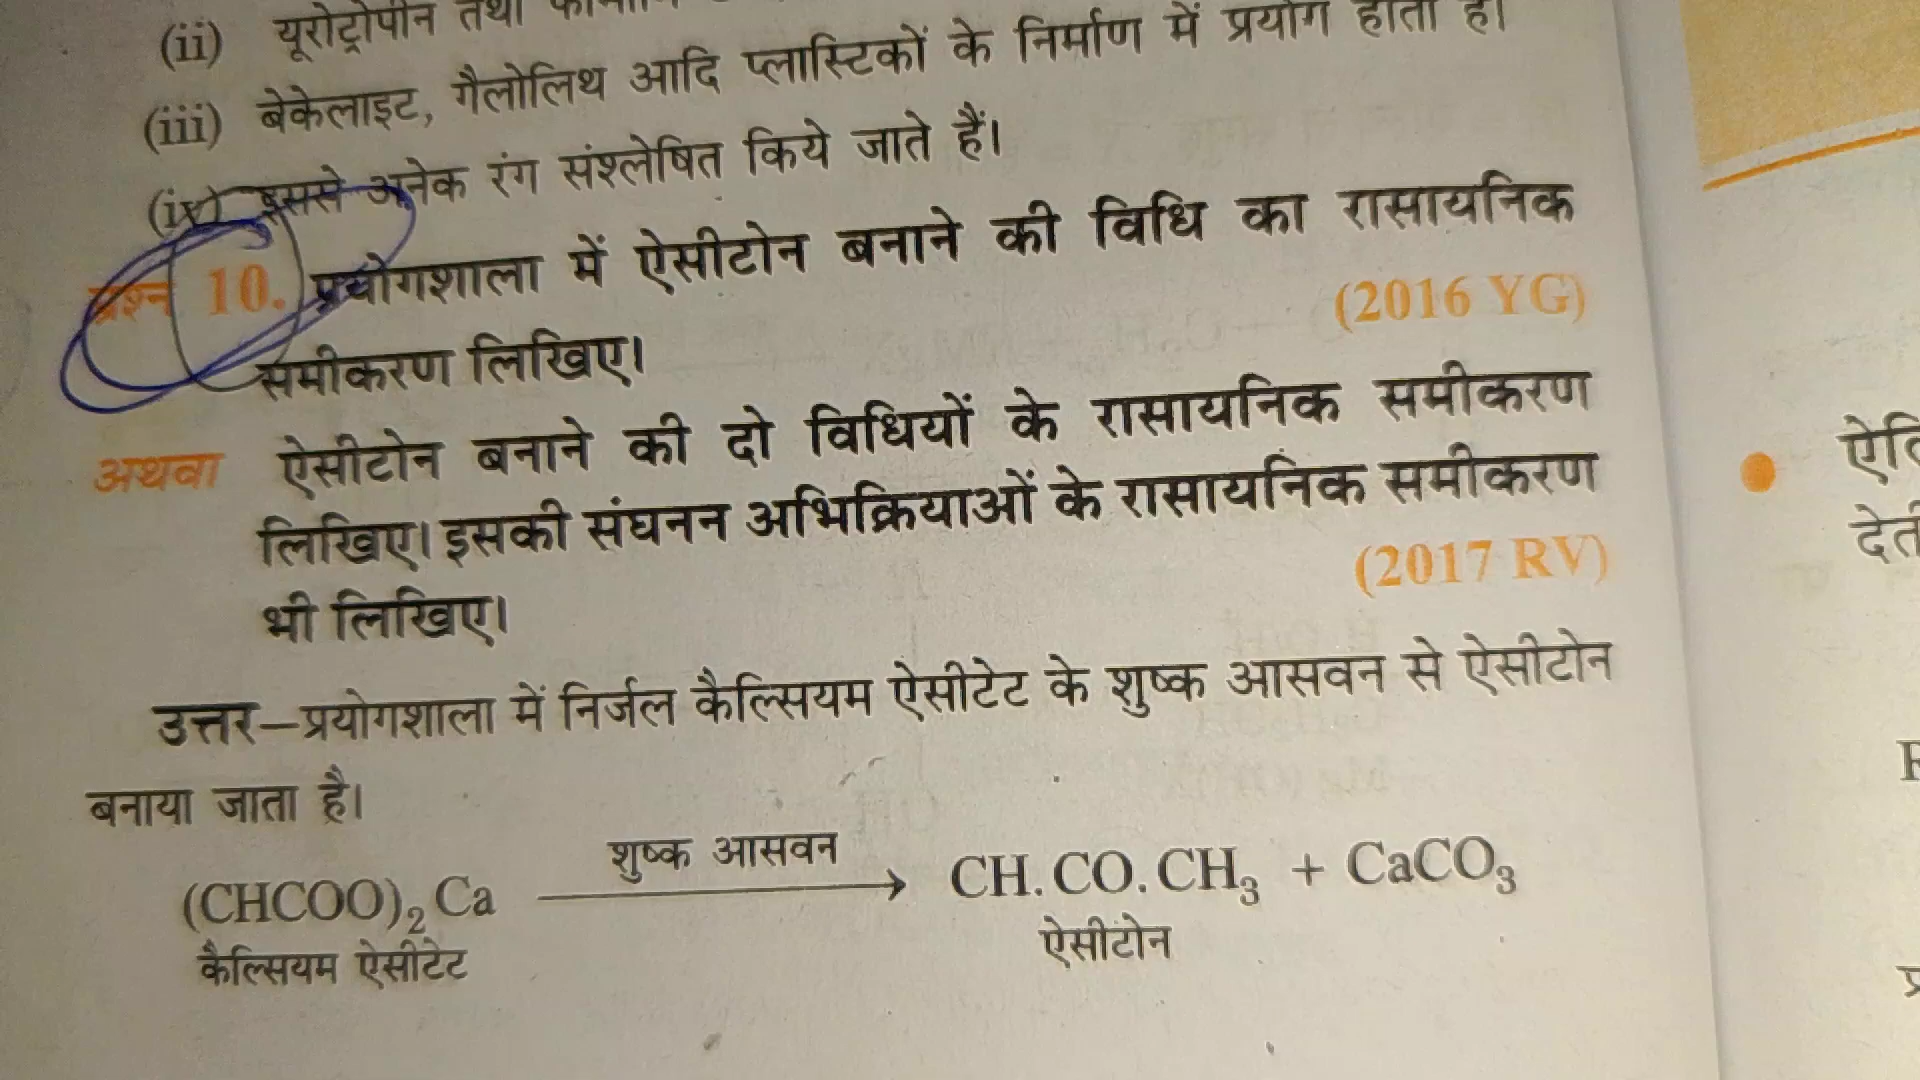 (ii) यूरोट्रोपीन तथा
(iii) बेकेलाइट, गैलोलिथ आदि प्लास्टिकों के निर्माण में प्रयोग होता है।
(iv) इससे अनेक रंग संश्लेषित किये जाते हैं।
प्रश्न 10. प्रयोगशाला में ऐसीटोन बनाने की विधि का रासायनिक
समीकरण लिखिए। (2016 YG)
अथवा ऐसीटोन बनाने की दो विधियों के रासायनिक समीकरण
लिखिए। इसकी संघनन अभिक्रियाओं के रासायनिक समीकरण
भी लिखिए। (2017 RV)
उत्तर–प्रयोगशाला में निर्जल कैल्सियम ऐसीटेट के शुष्क आसवन से ऐसीटोन
बनाया जाता है।
(CHCOO)₂ Ca शुष्क आसवन → CH. CO. CH₃ + CaCO₃
कैल्सियम ऐसीटेट ऐसीटोन